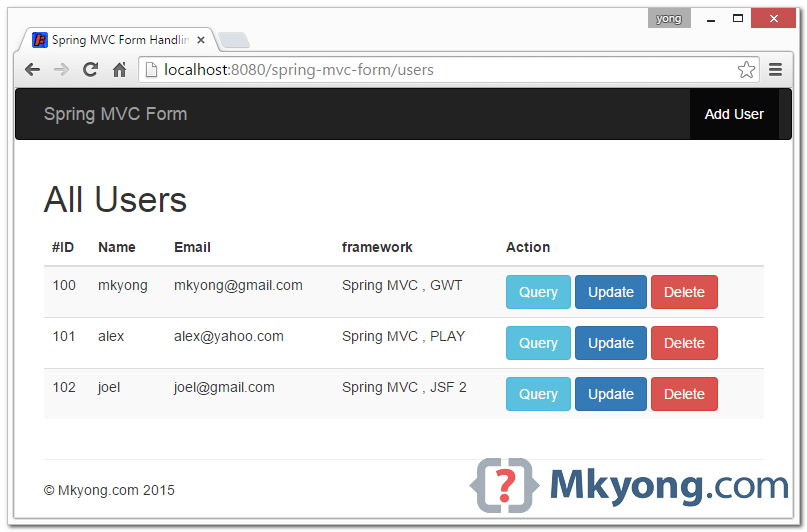 yong
Spring MVC Form Handlin
localhost:8080/spring-mvc-form/users
Spring MVC Form Add User
All Users
#ID Name Email framework Action
100 mkyong mkyong@gmail.com Spring MVC , GWT Query Update Delete
101 alex alex@yahoo.com Spring MVC , PLAY Query Update Delete
102 joel joel@gmail.com Spring MVC , JSF 2 Query Update Delete
© Mkyong.com 2015
[?] Mkyong.com